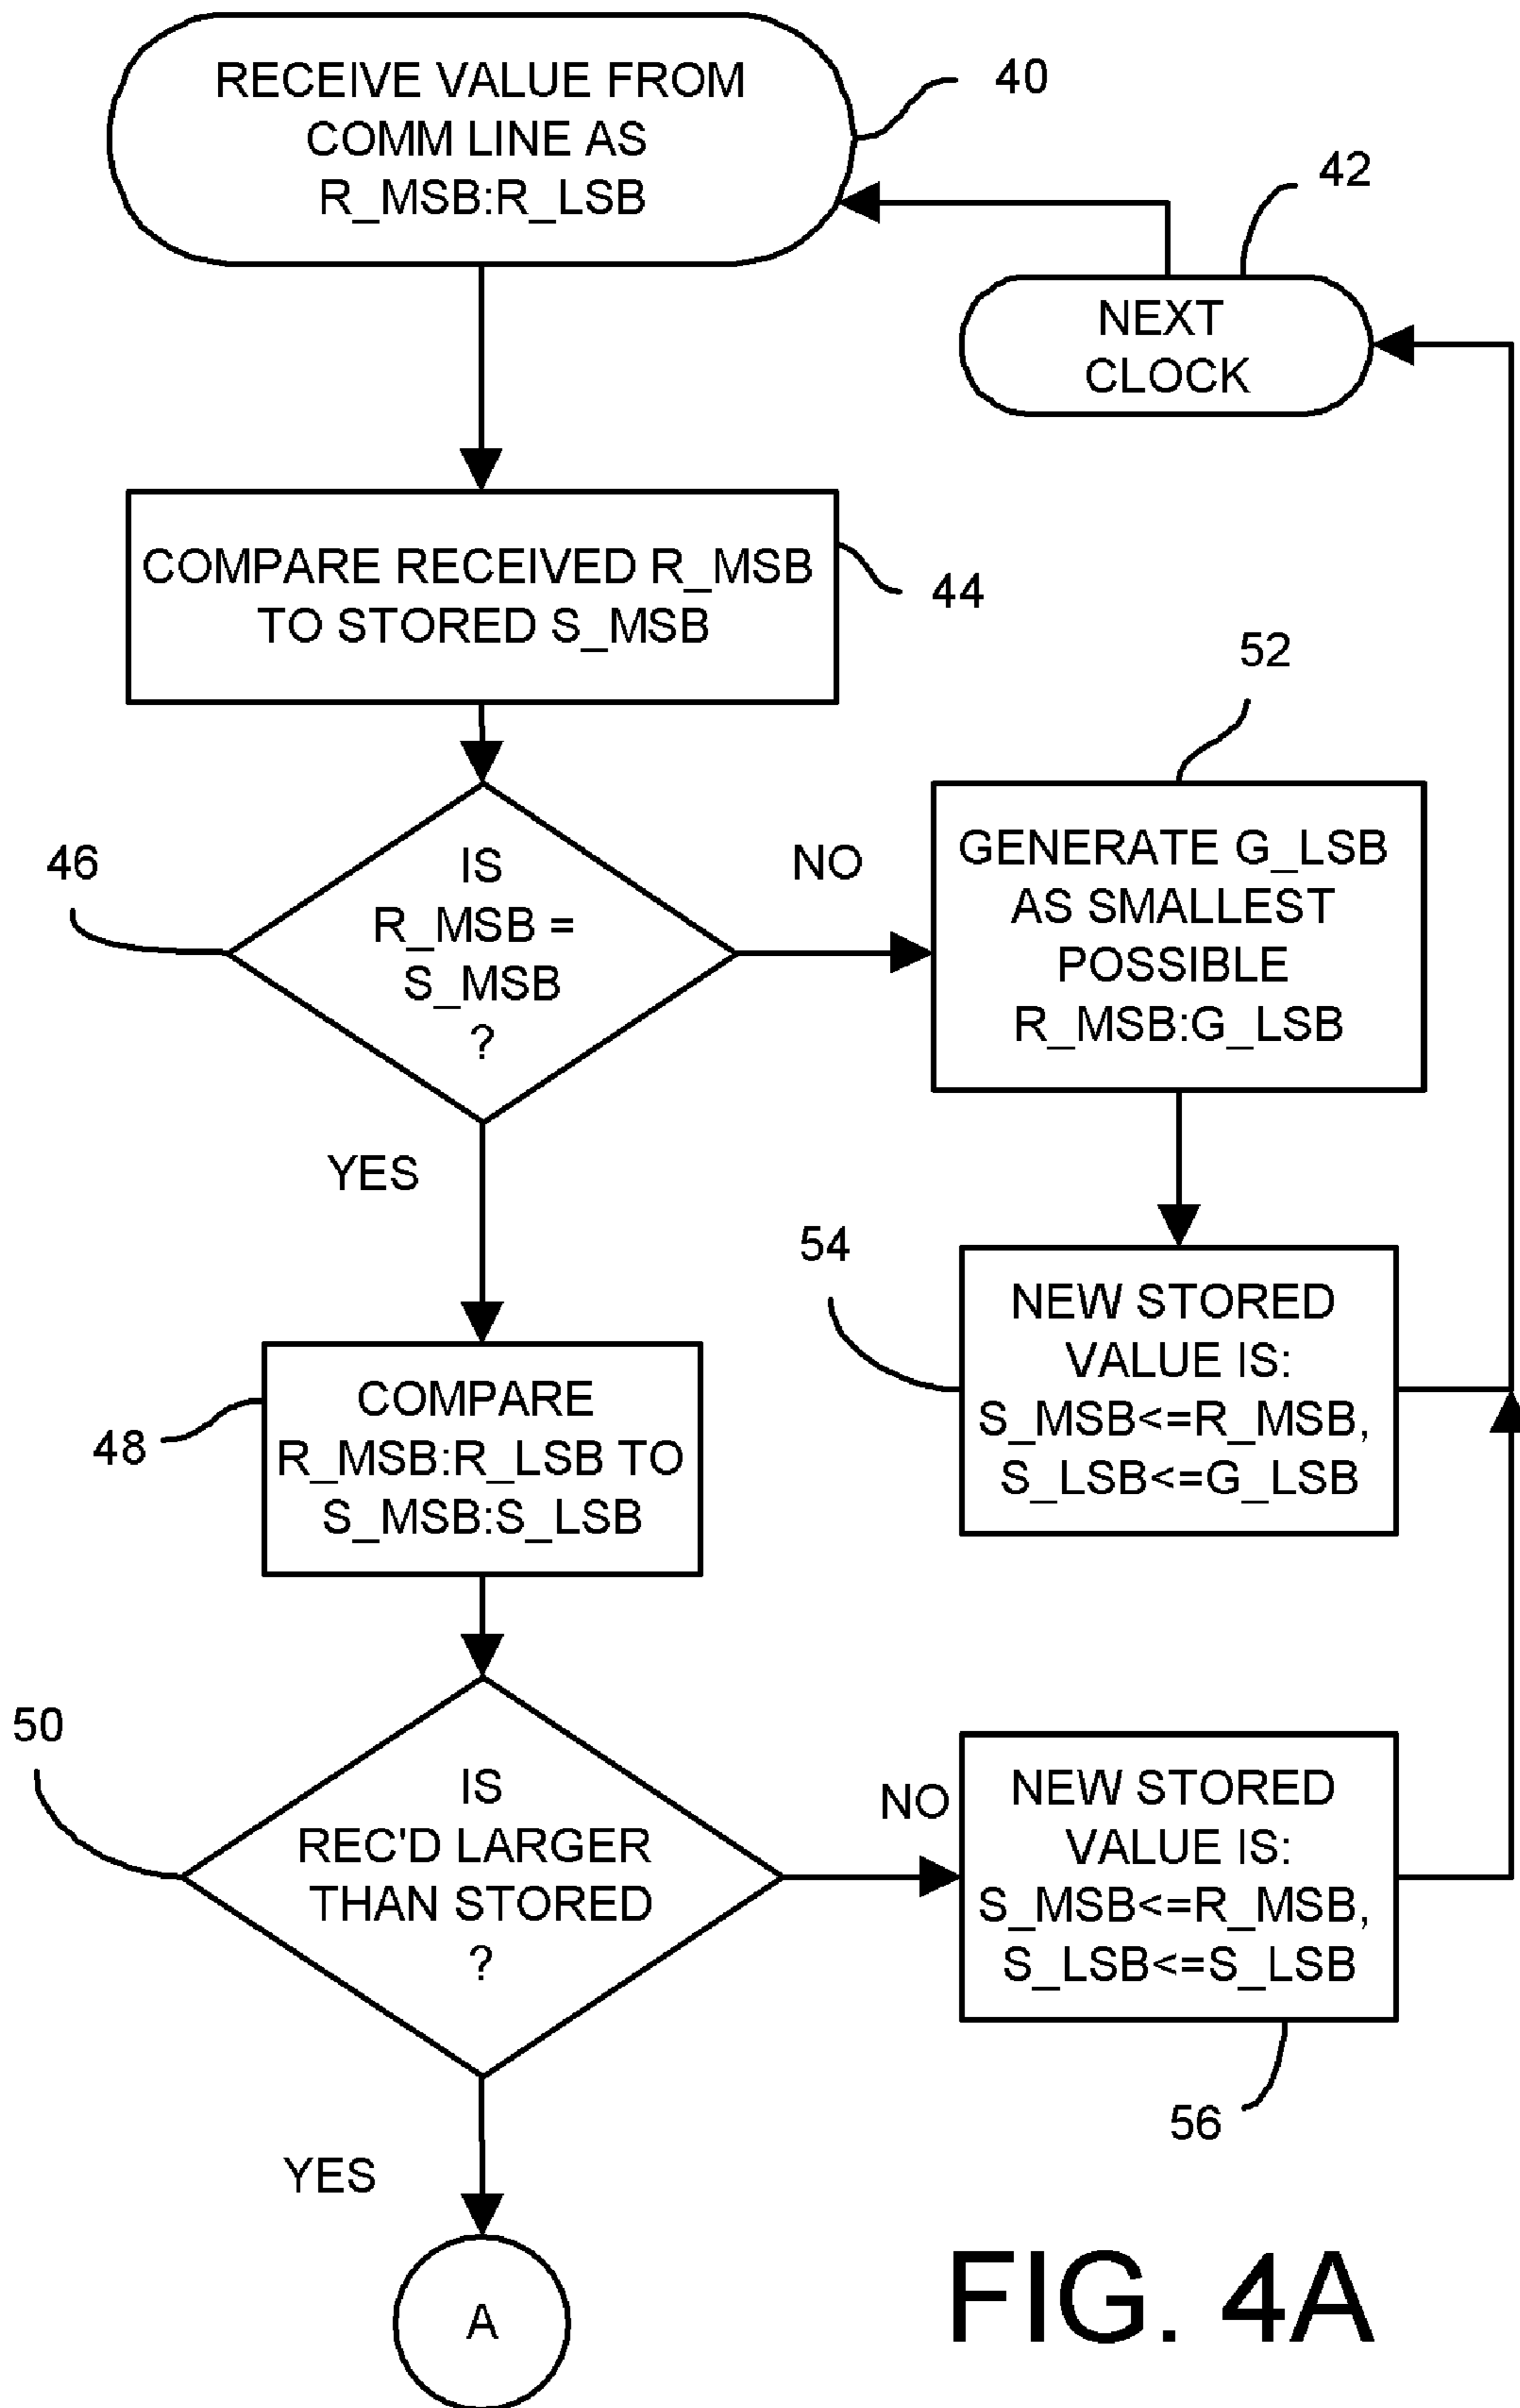 RECEIVE VALUE FROM
COMM LINE AS
R_MSB:R_LSB
40
42
NEXT
CLOCK
COMPARE RECEIVED R_MSB
TO STORED S_MSB
44
52
46
IS
R_MSB =
S_MSB
?
NO
GENERATE G_LSB
AS SMALLEST
POSSIBLE
R_MSB:G_LSB
YES
54
NEW STORED
VALUE IS:
S_MSB<=R_MSB,
S_LSB<=G_LSB
48
COMPARE
R_MSB:R_LSB TO
S_MSB:S_LSB
50
IS
REC'D LARGER
THAN STORED
?
NO
NEW STORED
VALUE IS:
S_MSB<=R_MSB,
S_LSB<=S_LSB
56
YES
A
FIG. 4A